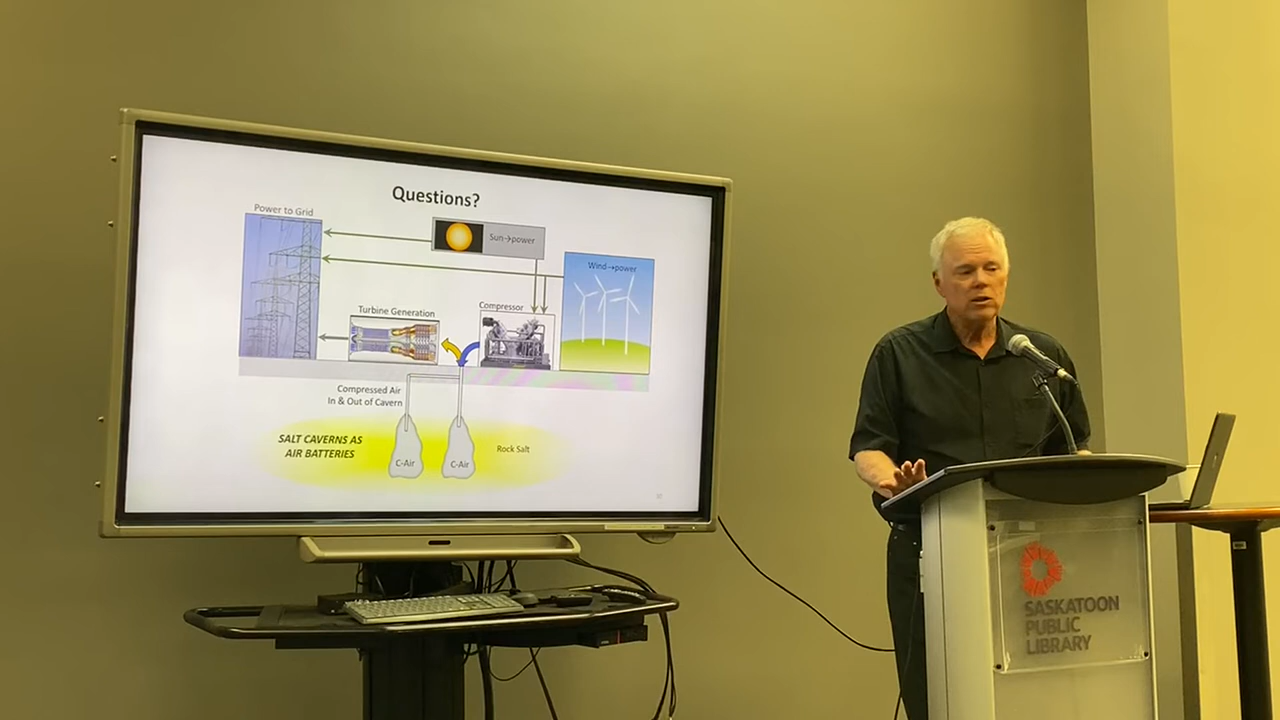 Questions?
Power to Grid
Sun→power
Wind→power
Turbine Generation
Compressor
Compressed Air
In & Out of Cavern
SALT CAVERNS AS
AIR BATTERIES
Rock Salt
C-Air
C-Air
SASKATOON
PUBLIC
LIBRARY